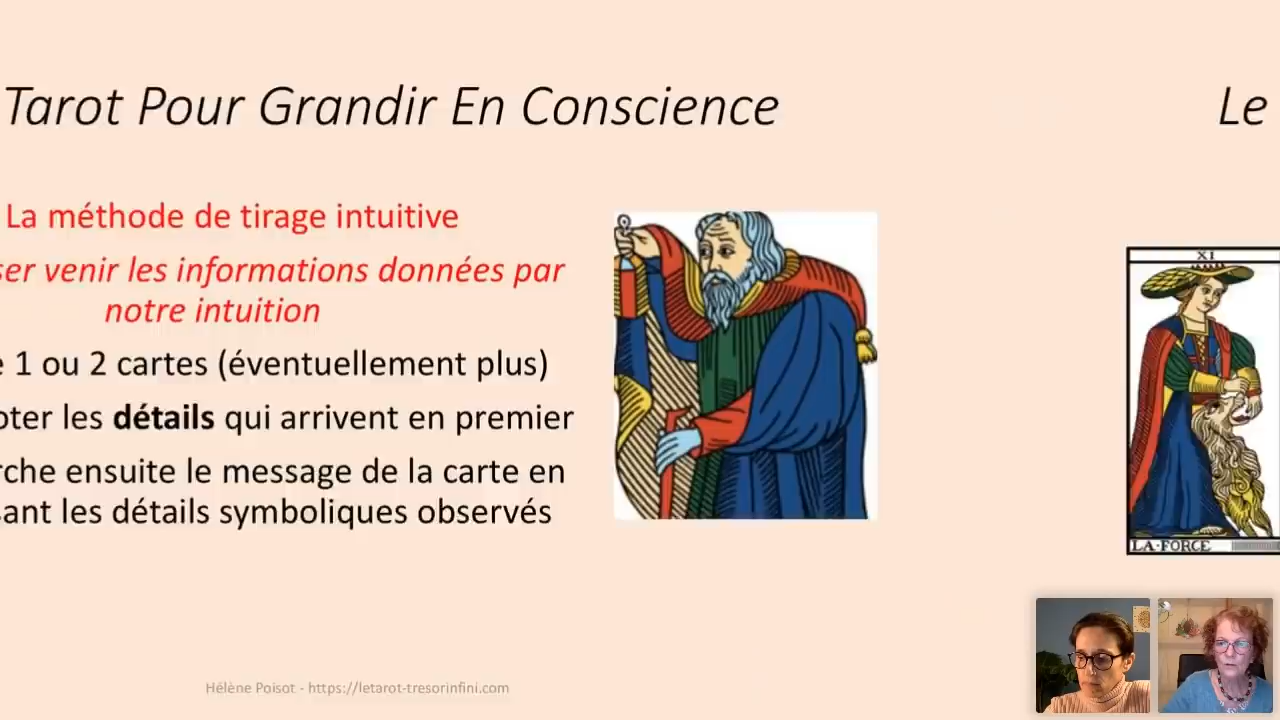 Tarot Pour Grandir En Conscience
Le
La méthode de tirage intuitive
ser venir les informations données par
notre intuition
e 1 ou 2 cartes (éventuellement plus)
oter les détails qui arrivent en premier
rche ensuite le message de la carte en
sant les détails symboliques observés
XI
LA·FORCE
Hélène Poisot - https://letarot-tresorinfini.com